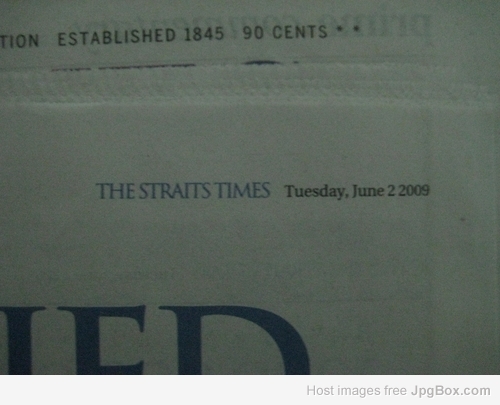 TION ESTABLISHED 1845 90 CENTS
THE STRAITS TIMES Tuesday, June 2 2009
IED
Host images free JpgBox.com